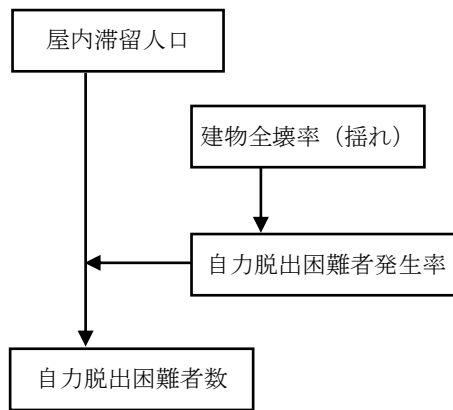 屋内滞留人口
建物全壊率（揺れ）
自力脱出困難者発生率
自力脱出困難者数